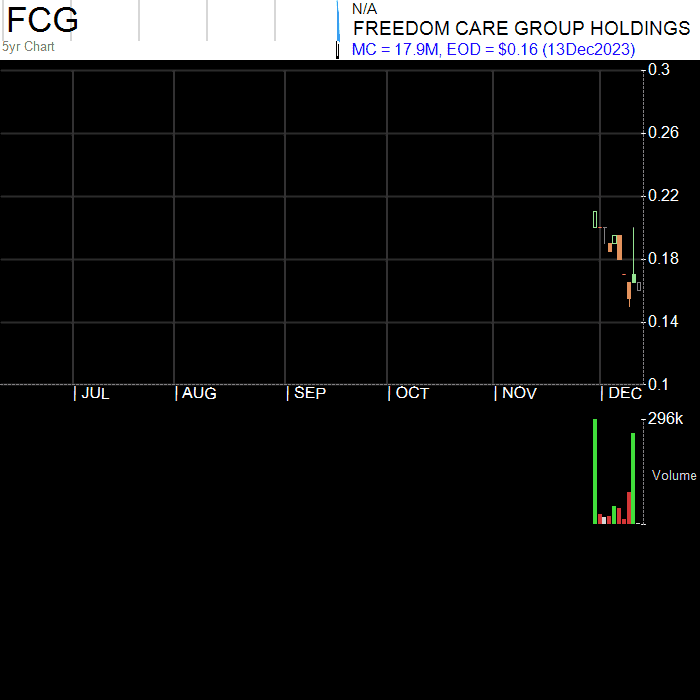 FCG
5yr Chart
N/A
FREEDOM CARE GROUP HOLDINGS
MC = 17.9M, EOD = $0.16 (13Dec2023)
0.3
0.26
0.22
0.18
0.14
0.1
| JUL | AUG | SEP | OCT | NOV | DEC
296k
Volume